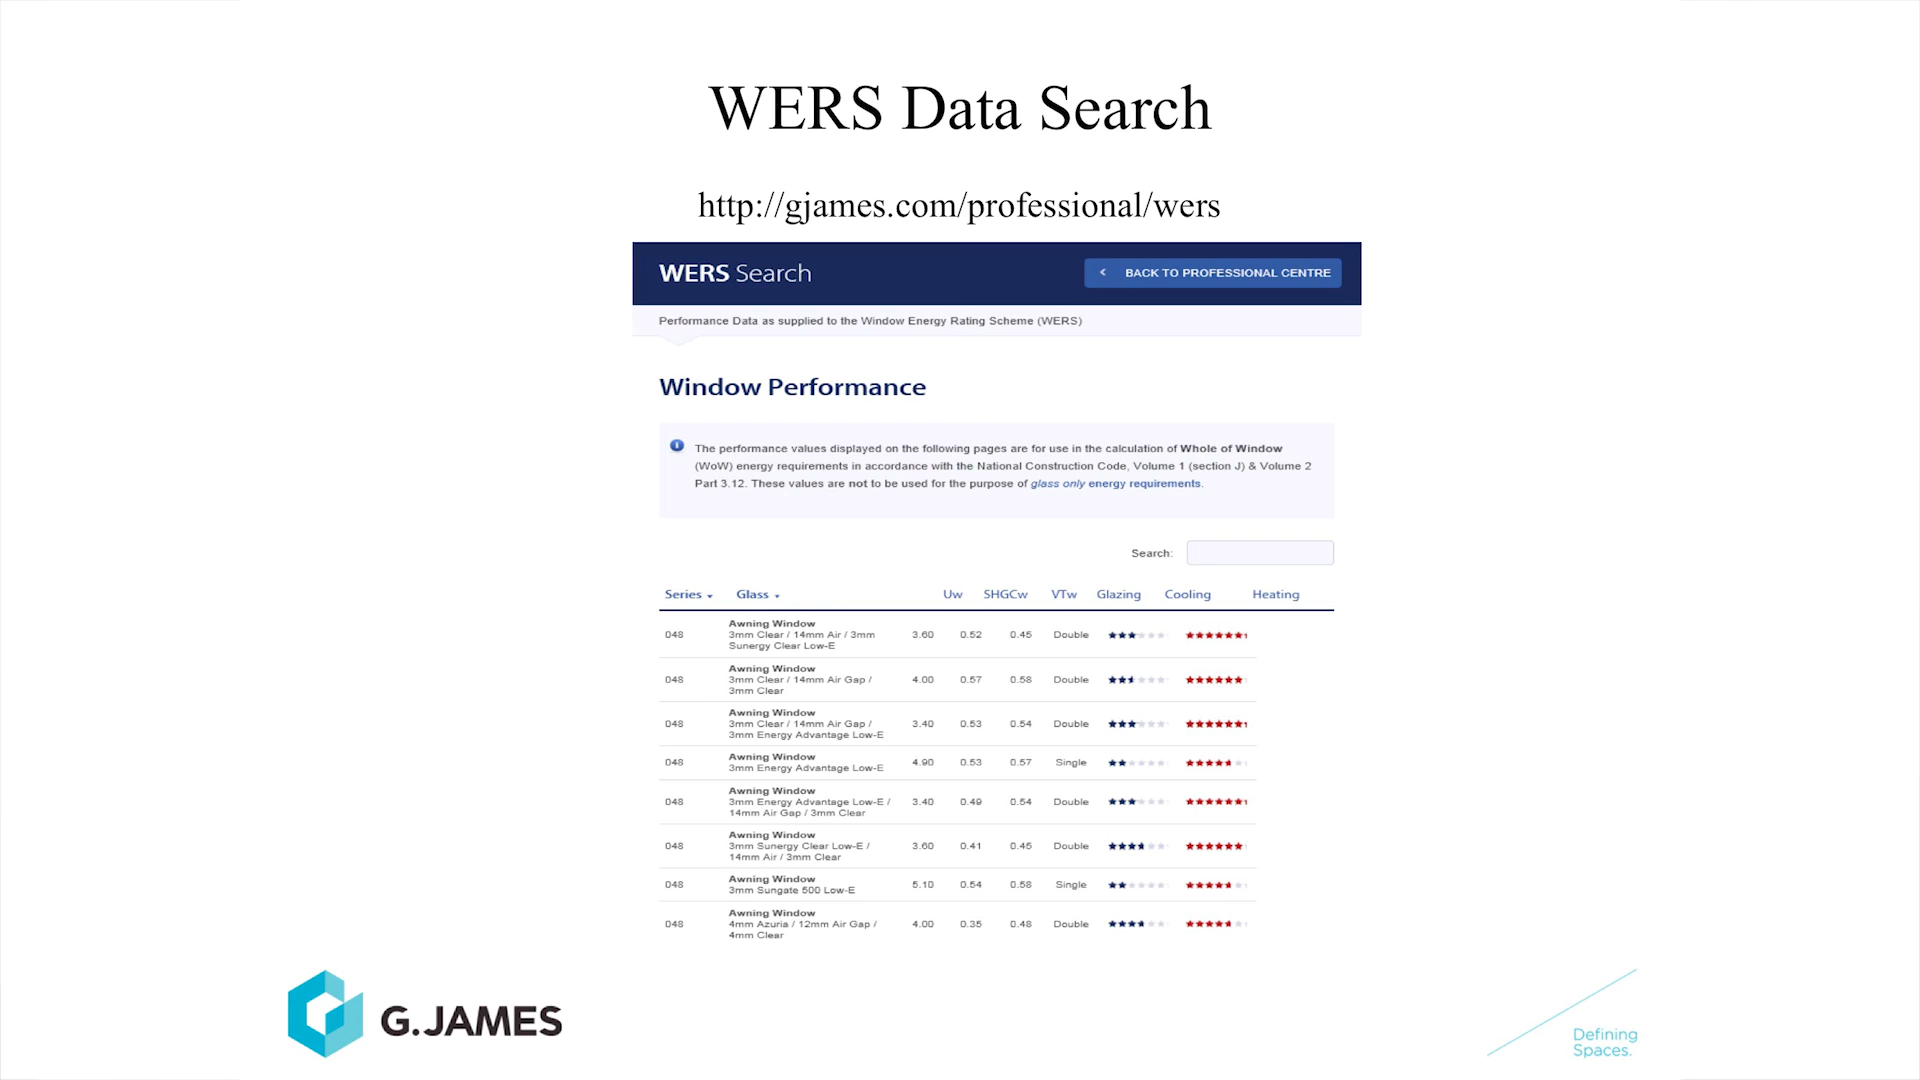 WERS Data Search
http://gjames.com/professional/wers
WERS Search
BACK TO PROFESSIONAL CENTRE
Performance Data as supplied to the Window Energy Rating Scheme (WERS)
Window Performance
The performance values displayed on the following pages are for use in the calculation of Whole of Window
(WoW) energy requirements in accordance with the National Construction Code, Volume 1 (section J) & Volume 2
Part 3.12. These values are not to be used for the purpose of glass only energy requirements.
Search:
Series Glass Uw SHGCw VTw Glazing Cooling Heating
Awning Window
048 3mm Clear / 14mm Air / 3mm 3.60 0.52 0.45 Double
Sunergy Clear Low-E
Awning Window
048 3mm Clear / 14mm Air Gap / 4.00 0.57 0.58 Double
3mm Clear
Awning Window
048 3mm Clear / 14mm Air Gap / 3.40 0.53 0.54 Double
3mm Energy Advantage Low-E
Awning Window
048 3mm Energy Advantage Low-E 4.90 0.53 0.57 Single
Awning Window
048 3mm Energy Advantage Low-E / 3.40 0.49 0.54 Double
14mm Air Gap / 3mm Clear
Awning Window
048 3mm Sunergy Clear Low-E / 3.60 0.41 0.45 Double
14mm Air / 3mm Clear
Awning Window
048 3mm Sungate 500 Low-E 5.10 0.54 0.58 Single
Awning Window
048 4mm Azuria / 12mm Air Gap / 4.00 0.35 0.48 Double
4mm Clear
G.JAMES
Defining
Spaces.